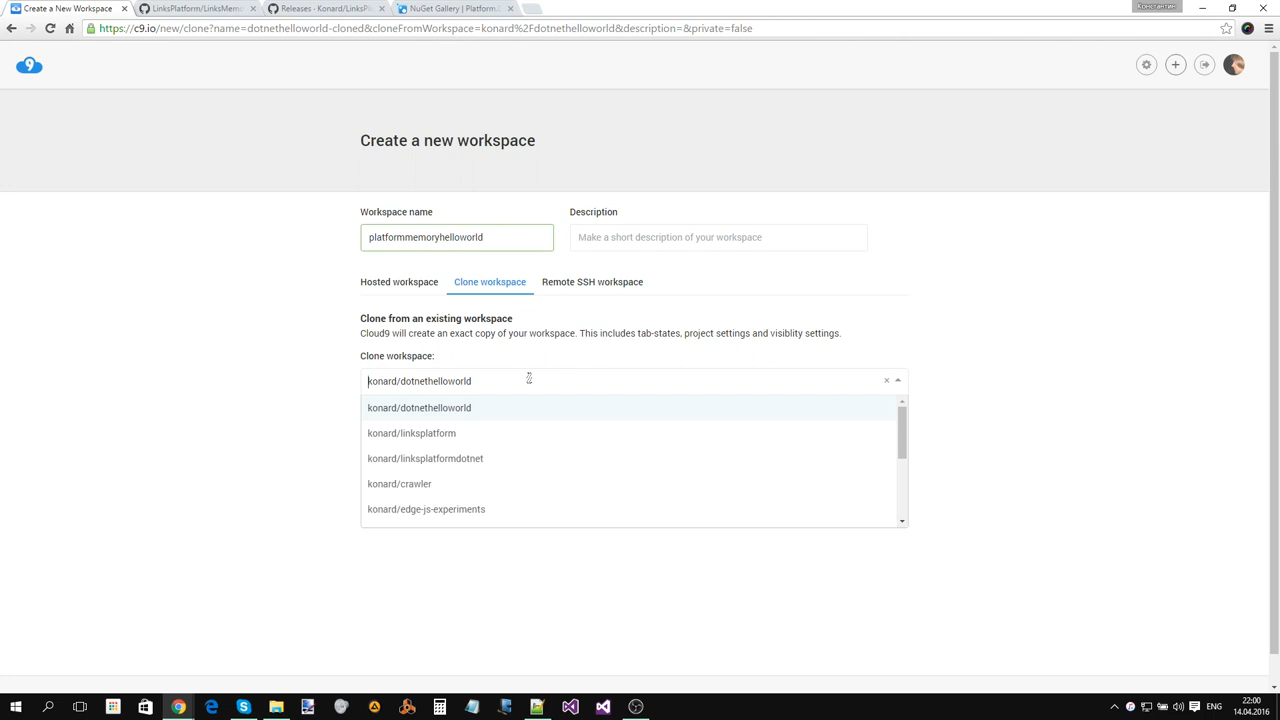 Create a New Workspace
LinksPlatform/LinksMem
Releases · Konard/LinksPl
NuGet Gallery | Platform.
Константин
https://c9.io/new/clone?name=dotnethelloworld-cloned&cloneFromWorkspace=konard%2Fdotnethelloworld&description=&private=false
9
Create a new workspace
Workspace name
Description
platformmemoryhelloworld
Make a short description of your workspace
Hosted workspace
Clone workspace
Remote SSH workspace
Clone from an existing workspace
Cloud9 will create an exact copy of your workspace. This includes tab-states, project settings and visiblity settings.
Clone workspace:
konard/dotnethelloworld
konard/dotnethelloworld
konard/linksplatform
konard/linksplatformdotnet
konard/crawler
konard/edge-js-experiments
ENG
22:00
14.04.2016